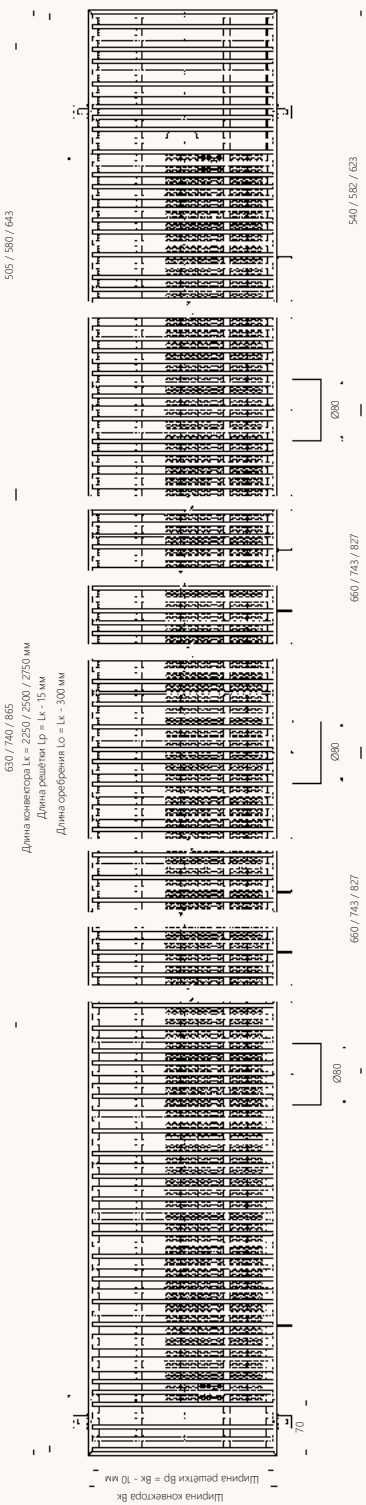 630 / 740 / 865
505 / 580 / 643
Длина конвектора Lк = 2250 / 2500 / 2750 мм
Длина решётки Lр = Lк - 15 мм
Длина оребрения Lо = Lк - 300 мм
Ширина конвектора Вк
Ширина решётки Вр = Вк - 10 мм
70
Ø80
Ø80
Ø80
660 / 743 / 827
660 / 743 / 827
540 / 582 / 623